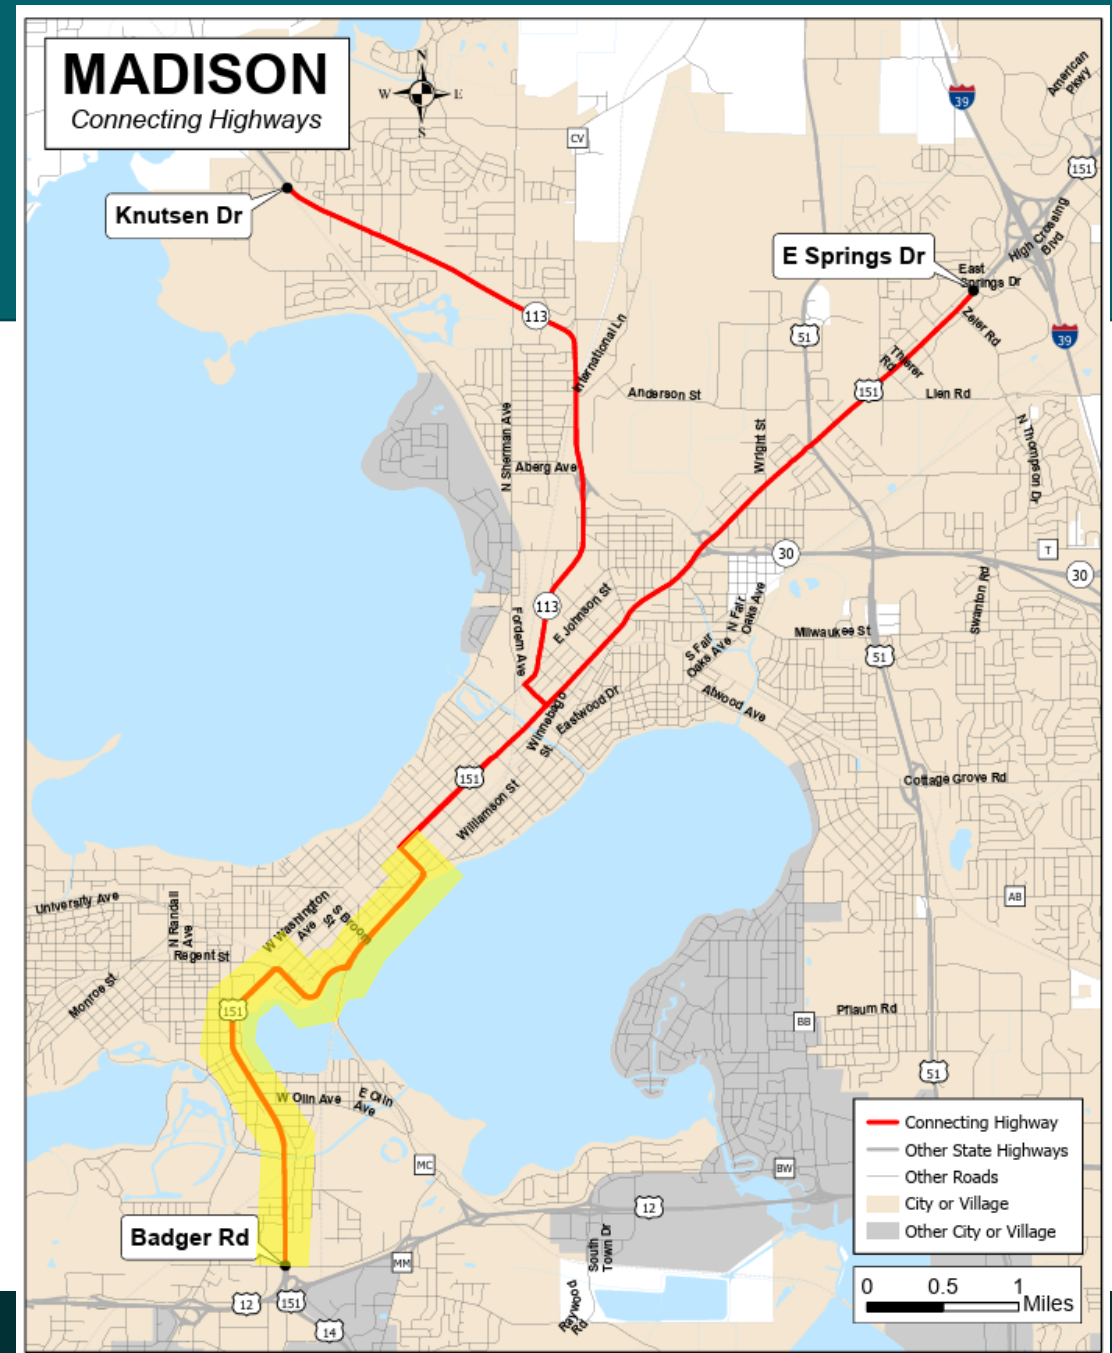 MADISON
Connecting Highways
N
W
E
S
CV
39
American
Pkwy
151
Knutsen Dr
E Springs Dr
High Crossing
Blvd
East
Springs Dr
113
International Ln
51
Zeier Rd
39
Thierer
Rd
151
Lien Rd
Anderson St
N Sherman Ave
Wright St
N Thompson Dr
Aberg Ave
30
T
30
113
E Johnson St
Fordem Ave
N Fair
Oaks Ave
Swanton Rd
Milwaukee St
S Fair
Oaks Ave
51
Atwood Ave
Winnebago
St
Eastwood Dr
151
Cottage Grove Rd
Williamson St
University Ave
N Randall
Ave
W Washington
Ave
S Broom
St
AB
Regent St
Monroe St
151
Pflaum Rd
BB
51
W Olin Ave
E Olin
Ave
MC
BW
12
Badger Rd
MM
South
Town Dr
12
151
14
Raywood
Rd
Connecting Highway
Other State Highways
Other Roads
City or Village
Other City or Village
0 0.5 1
Miles